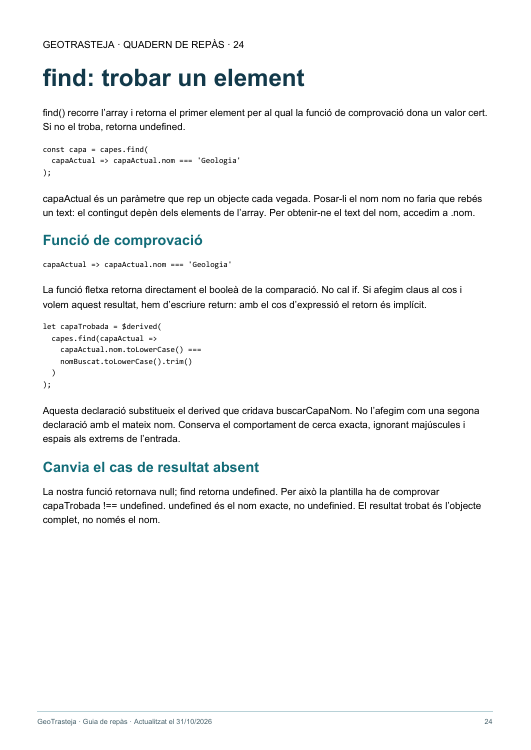 GEOTRASTEJA · QUADERN DE REPÀS · 24
find: trobar un element
find() recorre l’array i retorna el primer element per al qual la funció de comprovació dona un valor cert.
Si no el troba, retorna undefined.
const capa = capes.find(
  capaActual => capaActual.nom === 'Geologia'
);
capaActual és un paràmetre que rep un objecte cada vegada. Posar-li el nom nom no faria que rebés
un text: el contingut depèn dels elements de l’array. Per obtenir-ne el text del nom, accedim a .nom.
Funció de comprovació
capaActual => capaActual.nom === 'Geologia'
La funció fletxa retorna directament el booleà de la comparació. No cal if. Si afegim claus al cos i
volem aquest resultat, hem d’escriure return: amb el cos d’expressió el retorn és implícit.
let capaTrobada = $derived(
  capes.find(capaActual =>
    capaActual.nom.toLowerCase() ===
    nomBuscat.toLowerCase().trim()
  )
);
Aquesta declaració substitueix el derived que cridava buscarCapaNom. No l’afegim com una segona
declaració amb el mateix nom. Conserva el comportament de cerca exacta, ignorant majúscules i
espais als extrems de l’entrada.
Canvia el cas de resultat absent
La nostra funció retornava null; find retorna undefined. Per això la plantilla ha de comprovar
capaTrobada !== undefined. undefined és el nom exacte, no undefinied. El resultat trobat és l’objecte
complet, no només el nom.
GeoTrasteja · Guia de repàs · Actualitzat el 31/10/2026
24